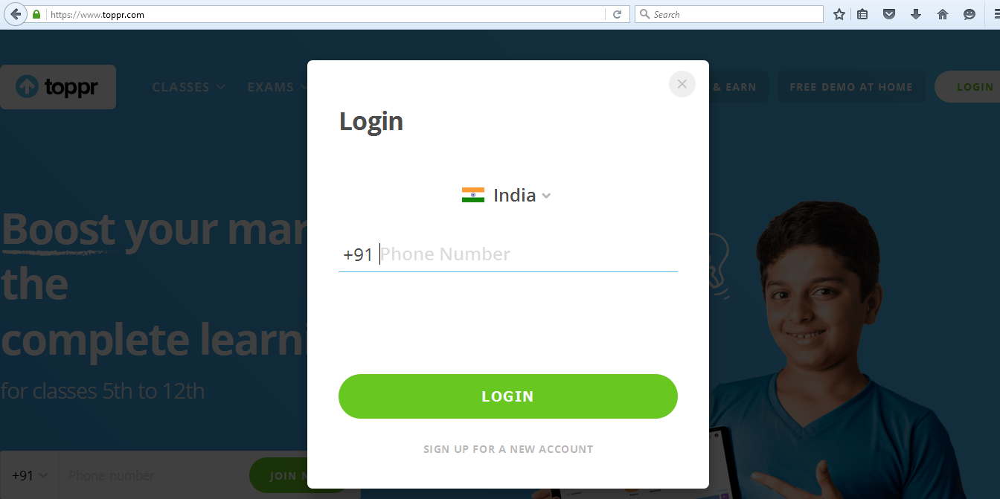 https://www.toppr.com
Search
toppr
CLASSES
EXAMS
& EARN
FREE DEMO AT HOME
LOGIN
Login
India
+91 Phone Number
LOGIN
SIGN UP FOR A NEW ACCOUNT
Boost your mar
the
complete learni
for classes 5th to 12th
+91
Phone number
JOIN N